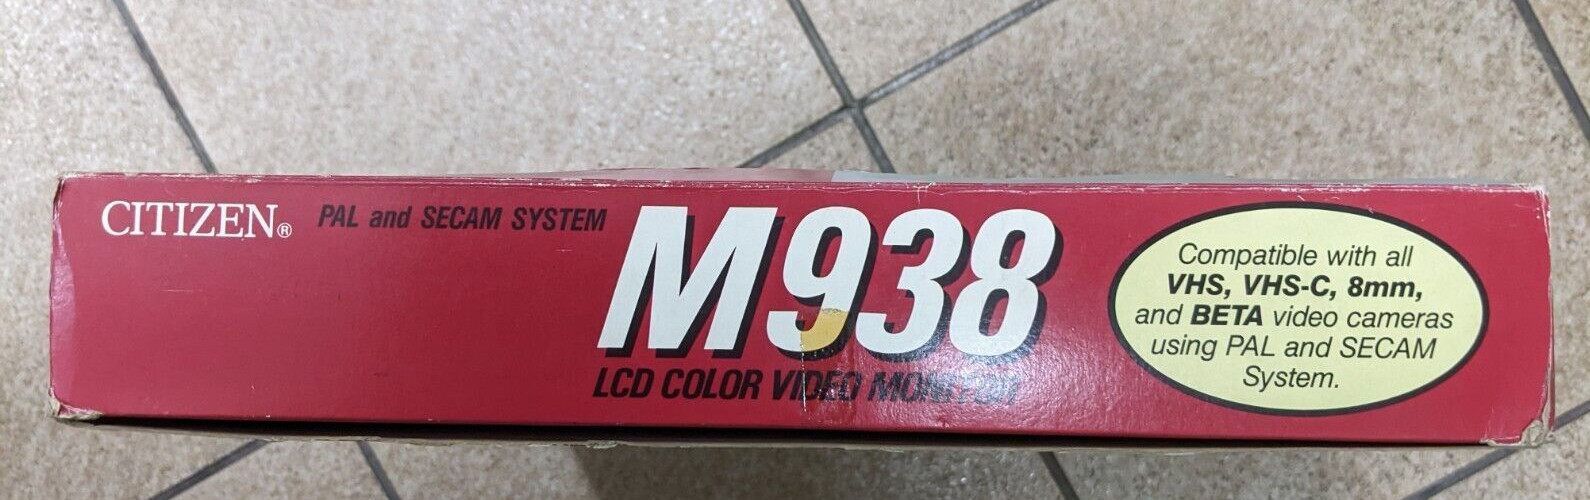 CITIZEN®
PAL and SECAM SYSTEM
M938
LCD COLOR VIDEO MONITOR
Compatible with all
VHS, VHS-C, 8mm,
and BETA video cameras
using PAL and SECAM
System.